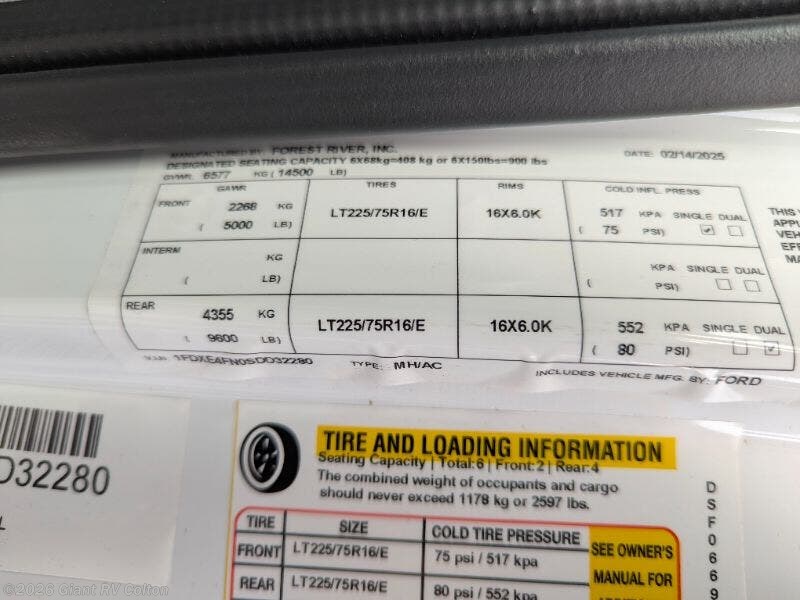 MANUFACTURED BY: FOREST RIVER, INC. DATE: 02/14/2025
DESIGNATED SEATING CAPACITY 6X68kg=408 kg or 6X150lbs=900 lbs
GVWR: 6577 KG ( 14500 LB)
GAWR TIRES RIMS COLD INFL. PRESS
FRONT 2268 KG LT225/75R16/E 16X6.0K 517 KPA SINGLE DUAL
( 5000 LB) ( 75 PSI)
INTERM KG KPA SINGLE DUAL
( LB) ( PSI)
REAR 4355 KG LT225/75R16/E 16X6.0K 552 KPA SINGLE DUAL
( 9600 LB) ( 80 PSI)
V.I.N. 1FDXE4FN0SDD32280 TYPE: MH/AC INCLUDES VEHICLE MFG. BY: FORD
THIS
APPL
VEH
EFF
MA
D32280
L
TIRE AND LOADING INFORMATION
Seating Capacity | Total:6 | Front:2 | Rear:4
The combined weight of occupants and cargo
should never exceed 1178 kg or 2597 lbs.
TIRE SIZE COLD TIRE PRESSURE SEE OWNER'S
FRONT LT225/75R16/E 75 psi / 517 kpa MANUAL FOR
REAR LT225/75R16/E 80 psi / 552 kpa
DSF0669
©2026 Giant RV Colton